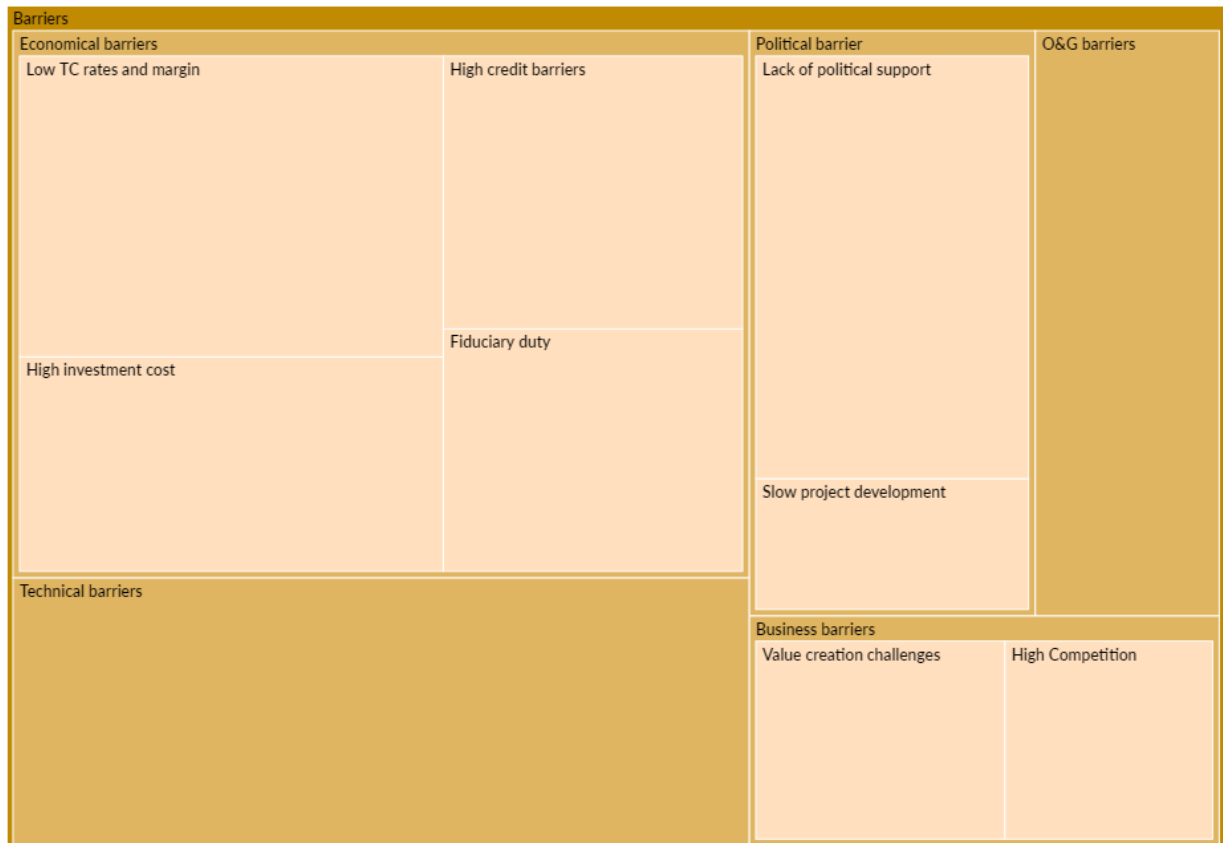 Barriers
Economical barriers
Low TC rates and margin
High credit barriers
Fiduciary duty
High investment cost
Technical barriers
Political barrier
Lack of political support
Slow project development
O&G barriers
Business barriers
Value creation challenges
High Competition